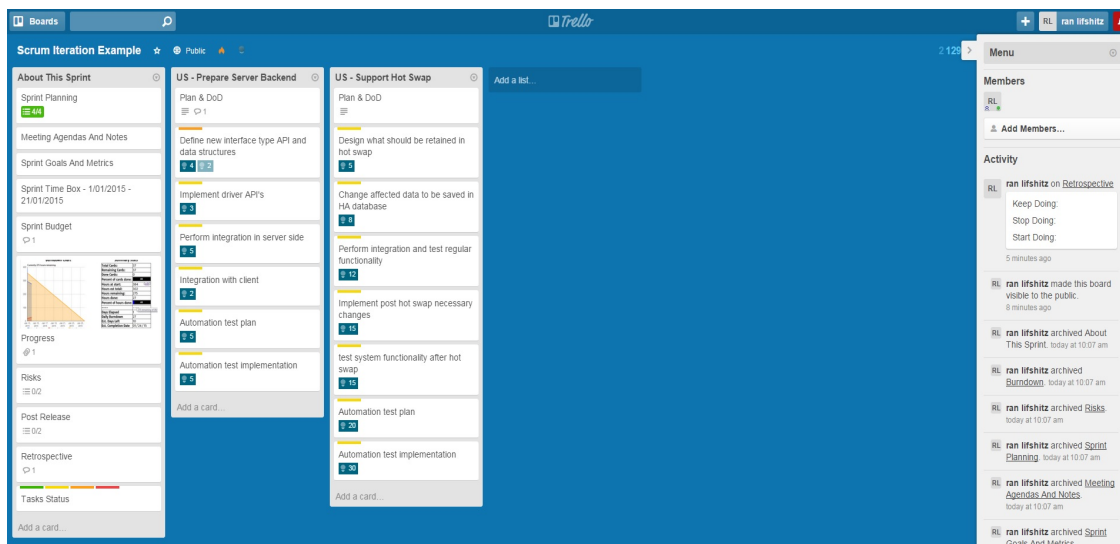 Boards
Trello
RL ran lifshitz
Scrum Iteration Example
Public
2 129
About This Sprint
Sprint Planning
4/4
Meeting Agendas And Notes
Sprint Goals And Metrics
Sprint Time Box - 1/01/2015 -
21/01/2015
Sprint Budget
1
Progress
1
Risks
0/2
Post Release
0/2
Retrospective
1
Tasks Status
Add a card...
US - Prepare Server Backend
Plan & DoD
1
Define new interface type API and
data structures
4 2
Implement driver API's
3
Perform integration in server side
5
Integration with client
2
Automation test plan
5
Automation test implementation
5
Add a card...
US - Support Hot Swap
Plan & DoD
Design what should be retained in
hot swap
5
Change affected data to be saved in
HA database
8
Perform integration and test regular
functionality
12
Implement post hot swap necessary
changes
15
test system functionality after hot
swap
15
Automation test plan
20
Automation test implementation
30
Add a card...
Add a list...
Menu
Members
RL
Add Members...
Activity
RL ran lifshitz on Retrospective
Keep Doing:
Stop Doing:
Start Doing:
5 minutes ago
RL ran lifshitz made this board
visible to the public.
8 minutes ago
RL ran lifshitz archived About
This Sprint. today at 10:07 am
RL ran lifshitz archived
Burndown. today at 10:07 am
RL ran lifshitz archived Risks.
today at 10:07 am
RL ran lifshitz archived Sprint
Planning. today at 10:07 am
RL ran lifshitz archived Meeting
Agendas And Notes.
today at 10:07 am
RL ran lifshitz archived Sprint
Goals And Metrics.